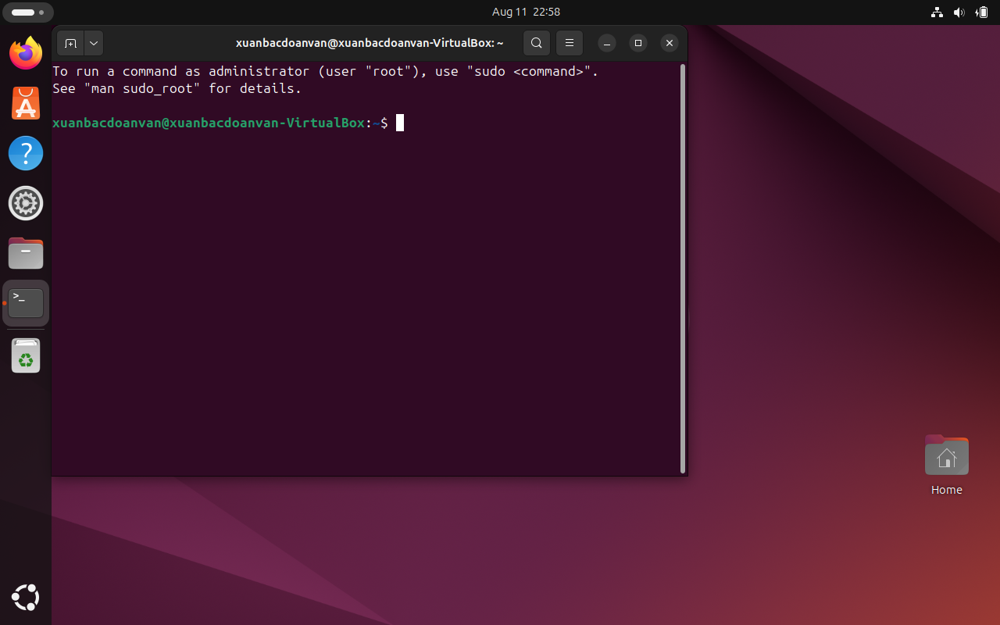 Aug 11 22:58
xuanbacdoanvan@xuanbacdoanvan-VirtualBox: ~
To run a command as administrator (user "root"), use "sudo <command>".
See "man sudo_root" for details.
xuanbacdoanvan@xuanbacdoanvan-VirtualBox:~$
Home